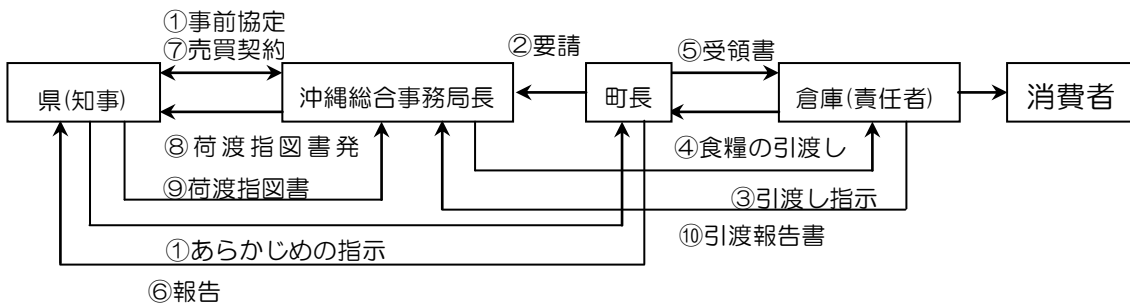 ①事前協定
⑦売買契約
②要請
⑤受領書
県(知事)
沖縄総合事務局長
町長
倉庫(責任者)
消費者
⑧荷渡指図書発
④食糧の引渡し
⑨荷渡指図書
③引渡し指示
①あらかじめの指示
⑩引渡報告書
⑥報告